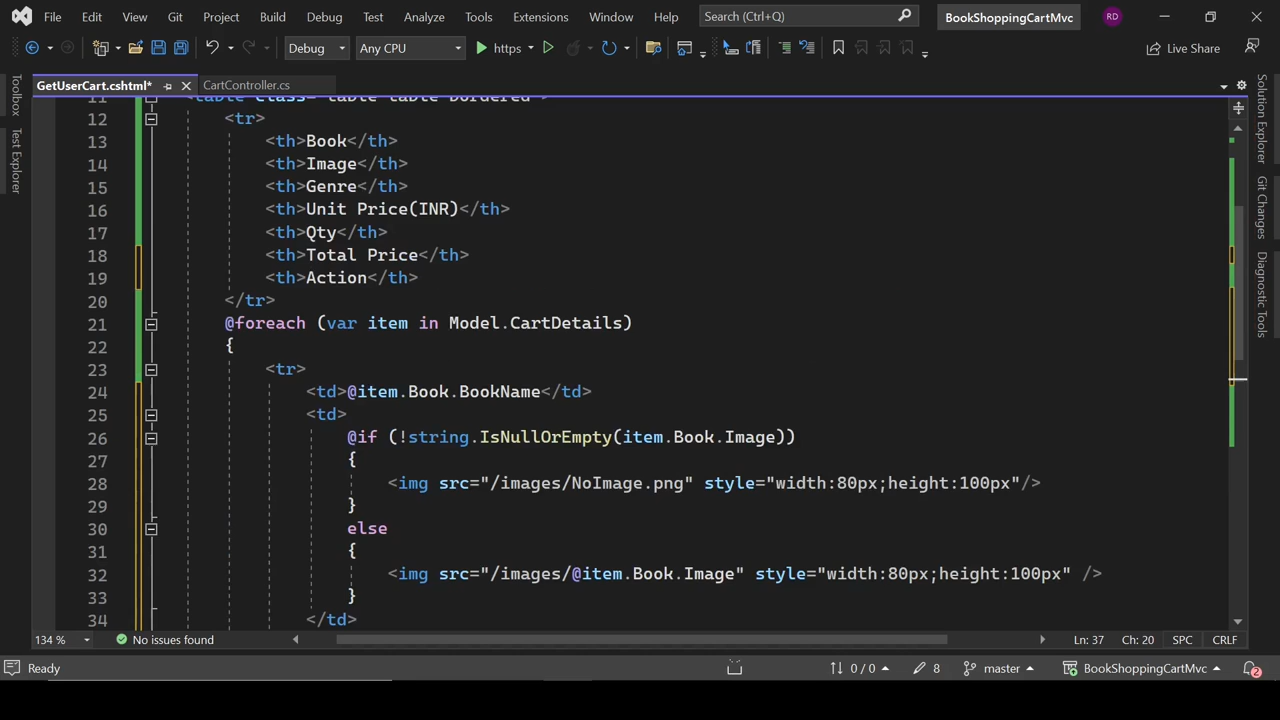 File Edit View Git Project Build Debug Test Analyze Tools Extensions Window Help Search (Ctrl+Q) BookShoppingCartMvc RD
Debug Any CPU https Live Share
GetUserCart.cshtml* CartController.cs
Toolbox
Test Explorer
Solution Explorer
Git Changes
Diagnostic Tools
11 <table class="table table-bordered">
12 <tr>
13 <th>Book</th>
14 <th>Image</th>
15 <th>Genre</th>
16 <th>Unit Price(INR)</th>
17 <th>Qty</th>
18 <th>Total Price</th>
19 <th>Action</th>
20 </tr>
21 @foreach (var item in Model.CartDetails)
22 {
23 <tr>
24 <td>@item.Book.BookName</td>
25 <td>
26 @if (!string.IsNullOrEmpty(item.Book.Image))
27 {
28 <img src="/images/NoImage.png" style="width:80px;height:100px"/>
29 }
30 else
31 {
32 <img src="/images/@item.Book.Image" style="width:80px;height:100px" />
33 }
34 </td>
134 % No issues found Ln: 37 Ch: 20 SPC CRLF
Ready 0 / 0 8 master BookShoppingCartMvc 2